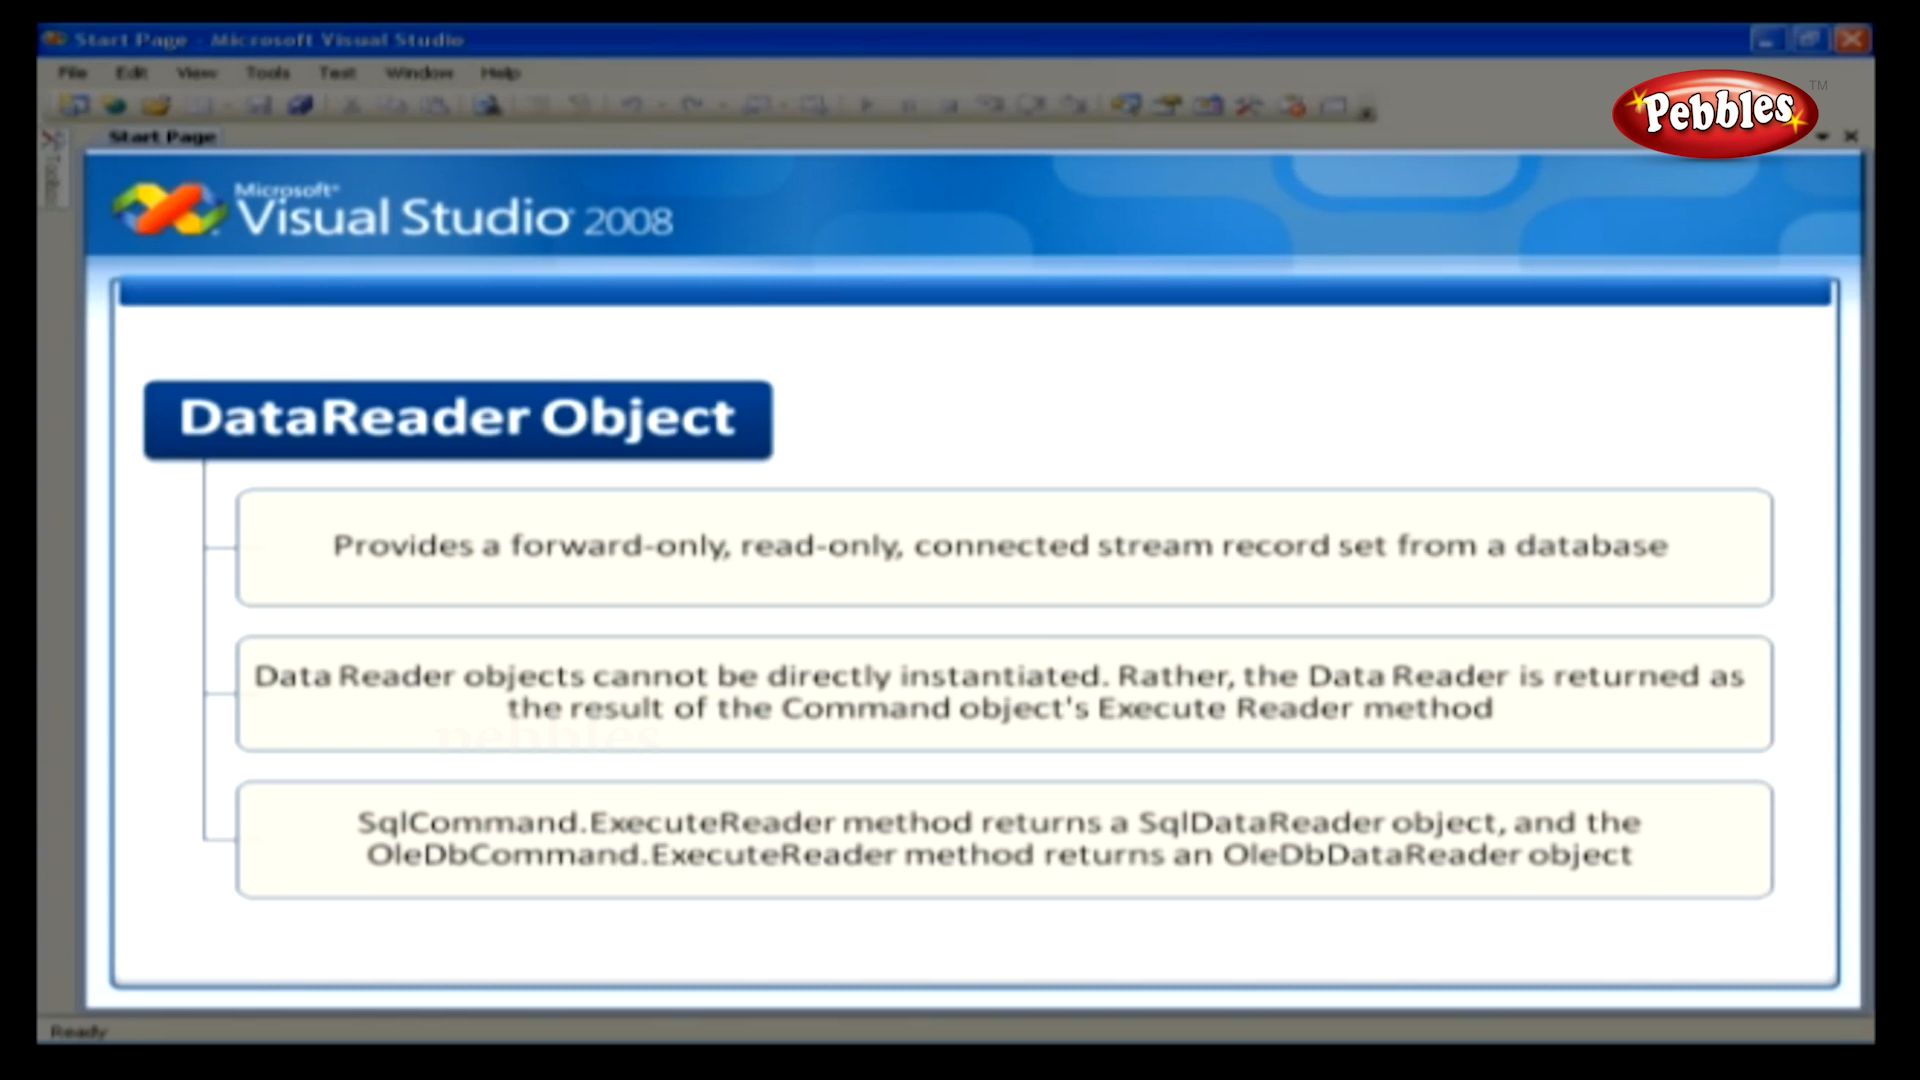 Start Page - Microsoft Visual Studio
File Edit View Tools Test Window Help
Pebbles TM
Start Page
Toolbox
Microsoft
Visual Studio 2008
DataReader Object
Provides a forward-only, read-only, connected stream record set from a database
Data Reader objects cannot be directly instantiated. Rather, the Data Reader is returned as
the result of the Command object's Execute Reader method
pebbles
SqlCommand.ExecuteReader method returns a SqlDataReader object, and the
OleDbCommand.ExecuteReader method returns an OleDbDataReader object
Ready